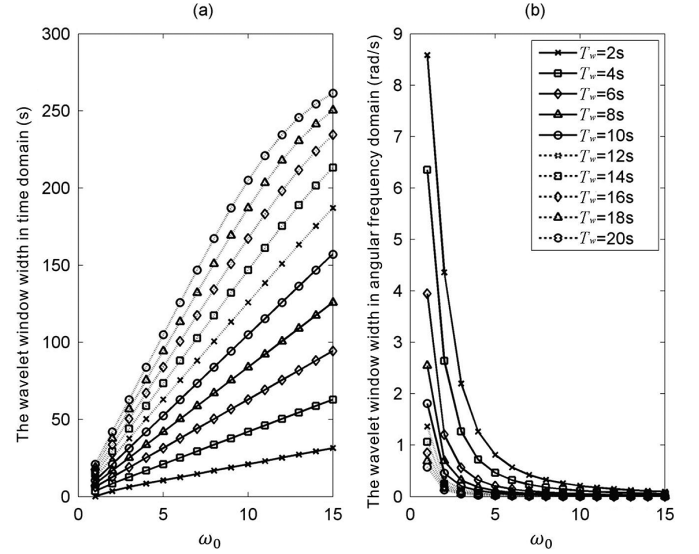 (a)
The wavelet window width in time domain (s)
300
250
200
150
100
50
0
0 5 10 15
ω0
(b)
The wavelet window width in angular frequency domain (rad/s)
9
8
7
6
5
4
3
2
1
0
0 5 10 15
ω0
Tw=2s
Tw=4s
Tw=6s
Tw=8s
Tw=10s
Tw=12s
Tw=14s
Tw=16s
Tw=18s
Tw=20s